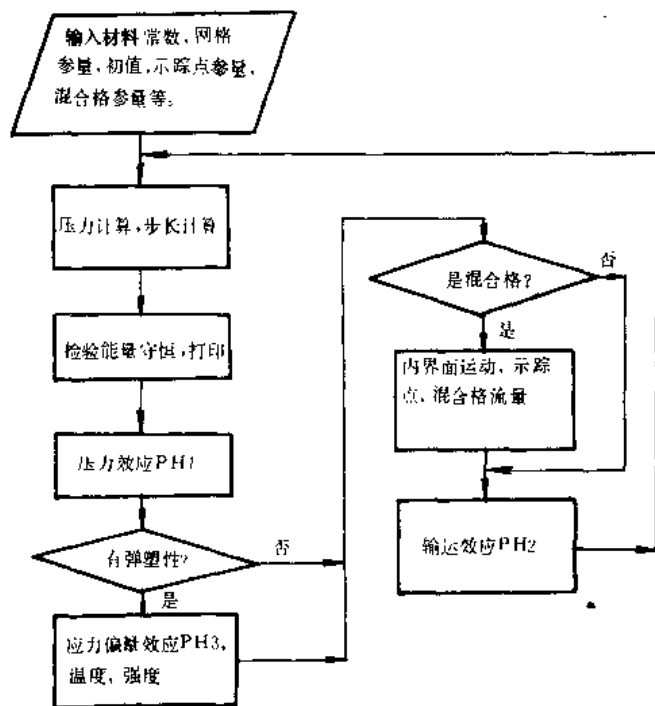 输入材料常数,网格
参量,初值,示踪点参量,
混合格参量等。
压力计算,步长计算
检验能量守恒,打印
压力效应PH1
有弹塑性?
否
是
应力偏量效应PH3,
温度,强度
是混合格?
否
是
内界面运动,示踪
点,混合格流量
输运效应PH2